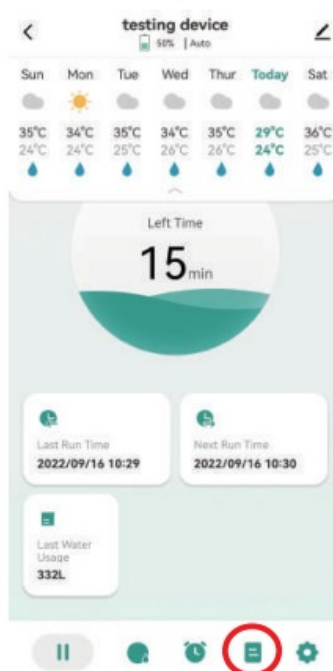 testing device
50% | Auto
Sun Mon Tue Wed Thur Today Sat
35°C 34°C 35°C 34°C 35°C 29°C 36°C
24°C 24°C 25°C 26°C 26°C 24°C 25°C
Left Time
15min
Last Run Time
2022/09/16 10:29
Next Run Time
2022/09/16 10:30
Last Water
Usage
332L